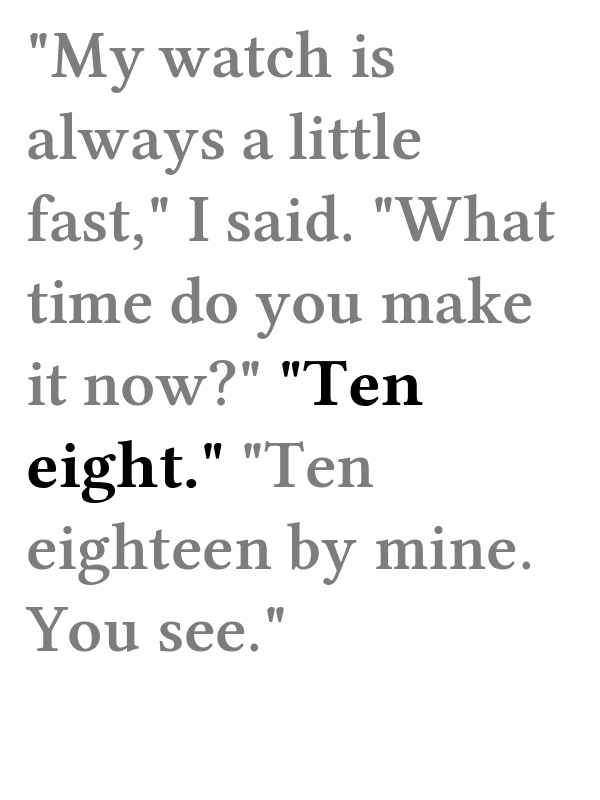 "My watch is
always a little
fast," I said. "What
time do you make
it now?" "Ten
eight." "Ten
eighteen by mine.
You see."